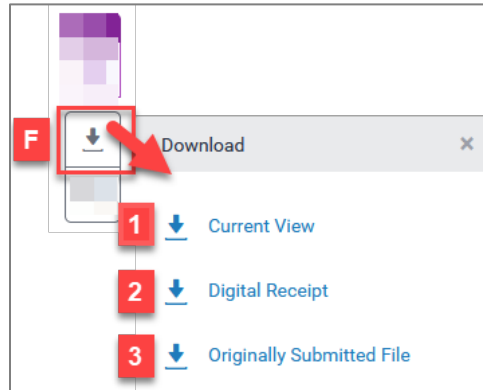 F
Download ×
1 Current View
2 Digital Receipt
3 Originally Submitted File